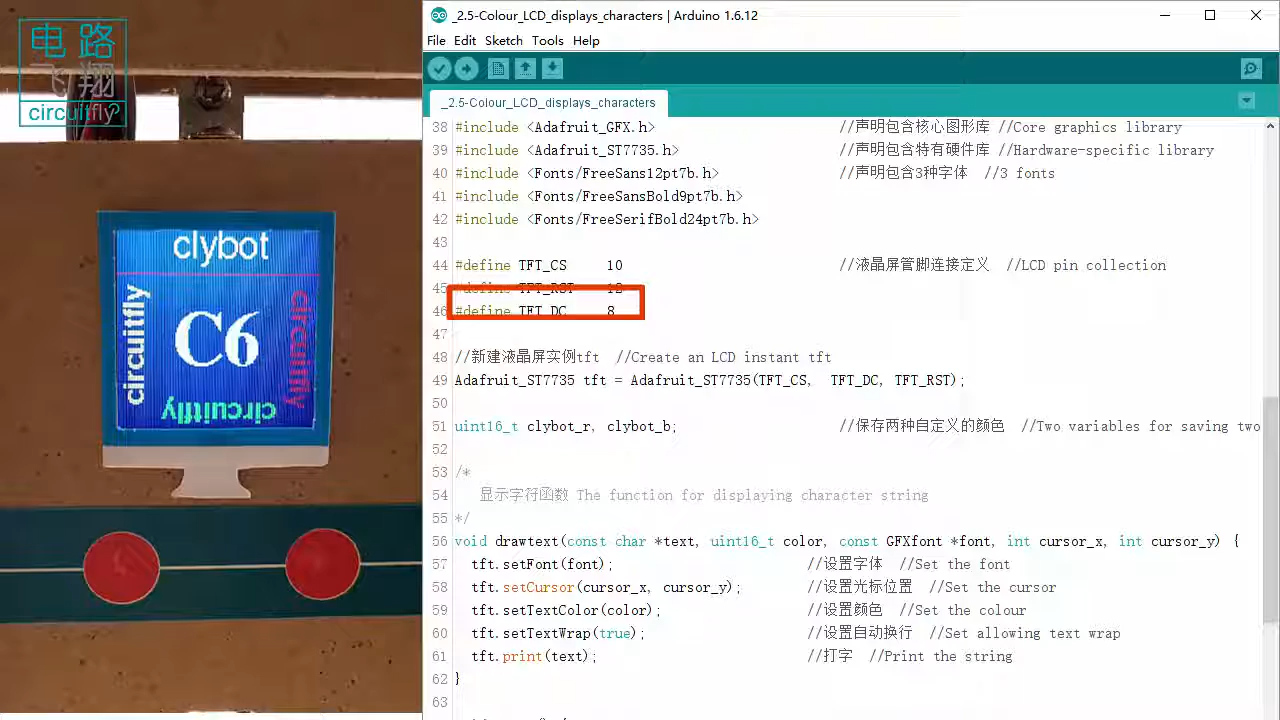 电路
飞翔
circuitfly
clybot
circuitfly
C6
circuitfly
circuitfly
_2.5-Colour_LCD_displays_characters | Arduino 1.6.12
File Edit Sketch Tools Help
_2.5-Colour_LCD_displays_characters
38 #include <Adafruit_GFX.h> //声明包含核心图形库 //Core graphics library
39 #include <Adafruit_ST7735.h> //声明包含特有硬件库 //Hardware-specific library
40 #include <Fonts/FreeSans12pt7b.h> //声明包含3种字体 //3 fonts
41 #include <Fonts/FreeSansBold9pt7b.h>
42 #include <Fonts/FreeSerifBold24pt7b.h>
43
44 #define TFT_CS 10 //液晶屏管脚连接定义 //LCD pin collection
45 #define TFT_RST 12
46 #define TFT_DC 8
47
48 //新建液晶屏实例tft //Create an LCD instant tft
49 Adafruit_ST7735 tft = Adafruit_ST7735(TFT_CS, TFT_DC, TFT_RST);
50
51 uint16_t clybot_r, clybot_b; //保存两种自定义的颜色 //Two variables for saving two
52
53 /*
54 显示字符函数 The function for displaying character string
55 */
56 void drawtext(const char *text, uint16_t color, const GFXfont *font, int cursor_x, int cursor_y) {
57 tft.setFont(font); //设置字体 //Set the font
58 tft.setCursor(cursor_x, cursor_y); //设置光标位置 //Set the cursor
59 tft.setTextColor(color); //设置颜色 //Set the colour
60 tft.setTextWrap(true); //设置自动换行 //Set allowing text wrap
61 tft.print(text); //打字 //Print the string
62 }
63